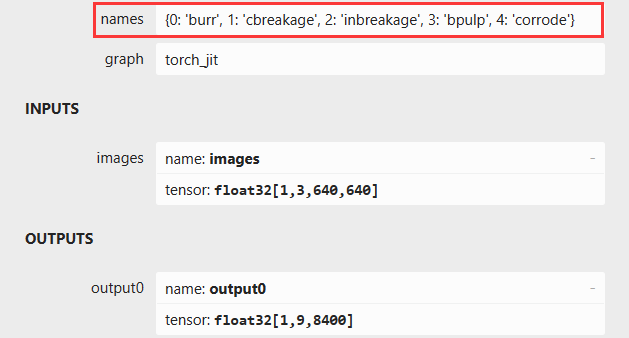 names {0: 'burr', 1: 'cbreakage', 2: 'inbreakage', 3: 'bpulp', 4: 'corrode'}
graph torch_jit
INPUTS
images name: images -
tensor: float32[1,3,640,640]
OUTPUTS
output0 name: output0 -
tensor: float32[1,9,8400]